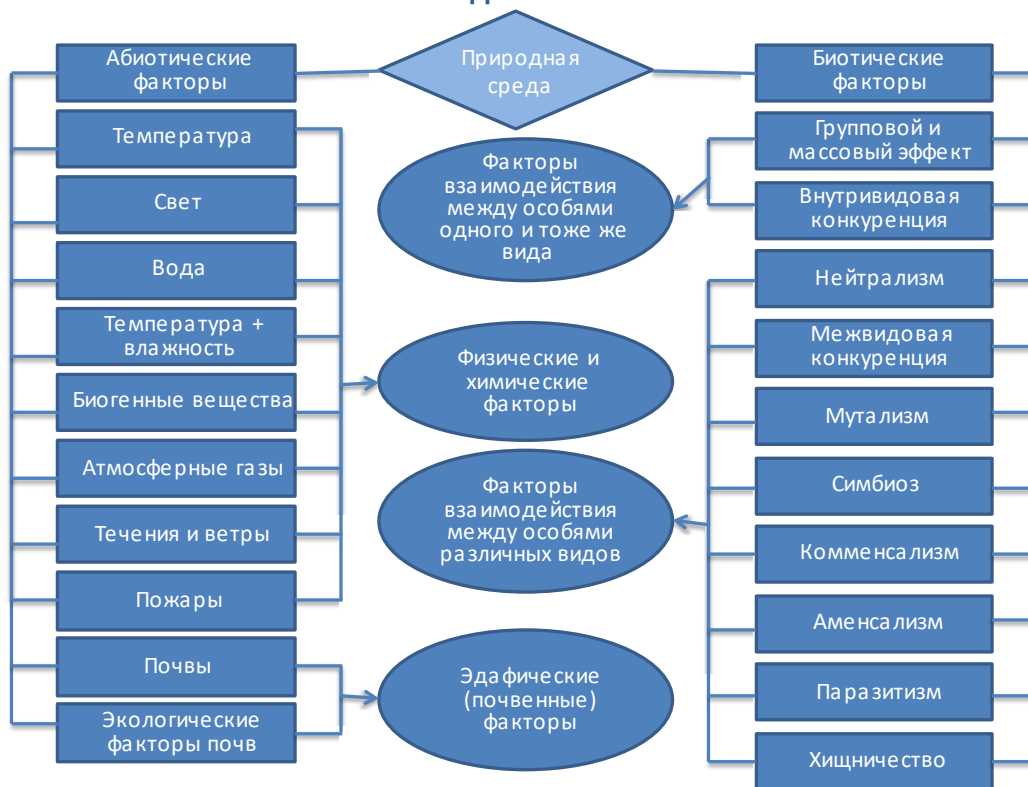 Природная
среда
Абиотические
факторы
Температура
Свет
Вода
Температура +
влажность
Биогенные вещества
Атмосферные газы
Течения и ветры
Пожары
Почвы
Экологические
факторы почв
Факторы
взаимодействия
между особями
одного и тоже же
вида
Физические и
химические
факторы
Факторы
взаимодействия
между особями
различных видов
Эдафические
(почвенные)
факторы
Биотические
факторы
Групповой и
массовый эффект
Внутривидовая
конкуренция
Нейтрализм
Межвидовая
конкуренция
Мутализм
Симбиоз
Комменсализм
Аменсализм
Паразитизм
Хищничество